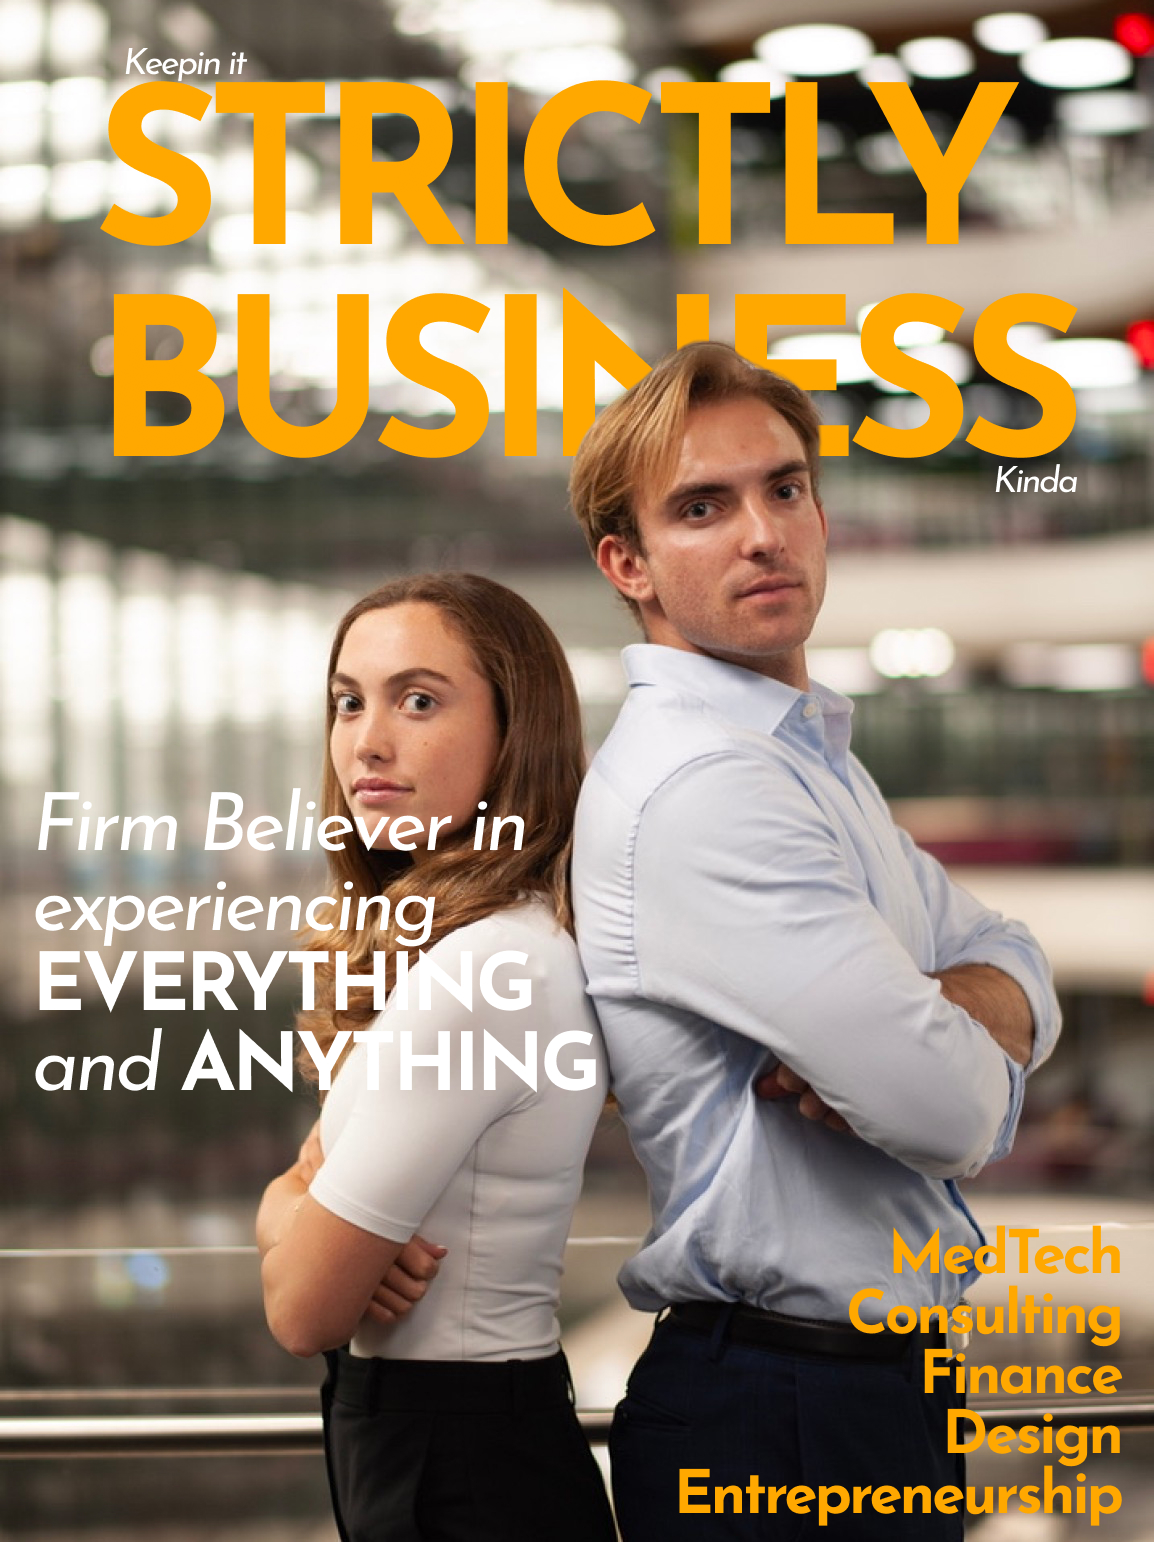 Keepin it
STRICTLY
BUSINESS
Kinda
Firm Believer in
experiencing
EVERYTHING
and ANYTHING
MedTech
Consulting
Finance
Design
Entrepreneurship